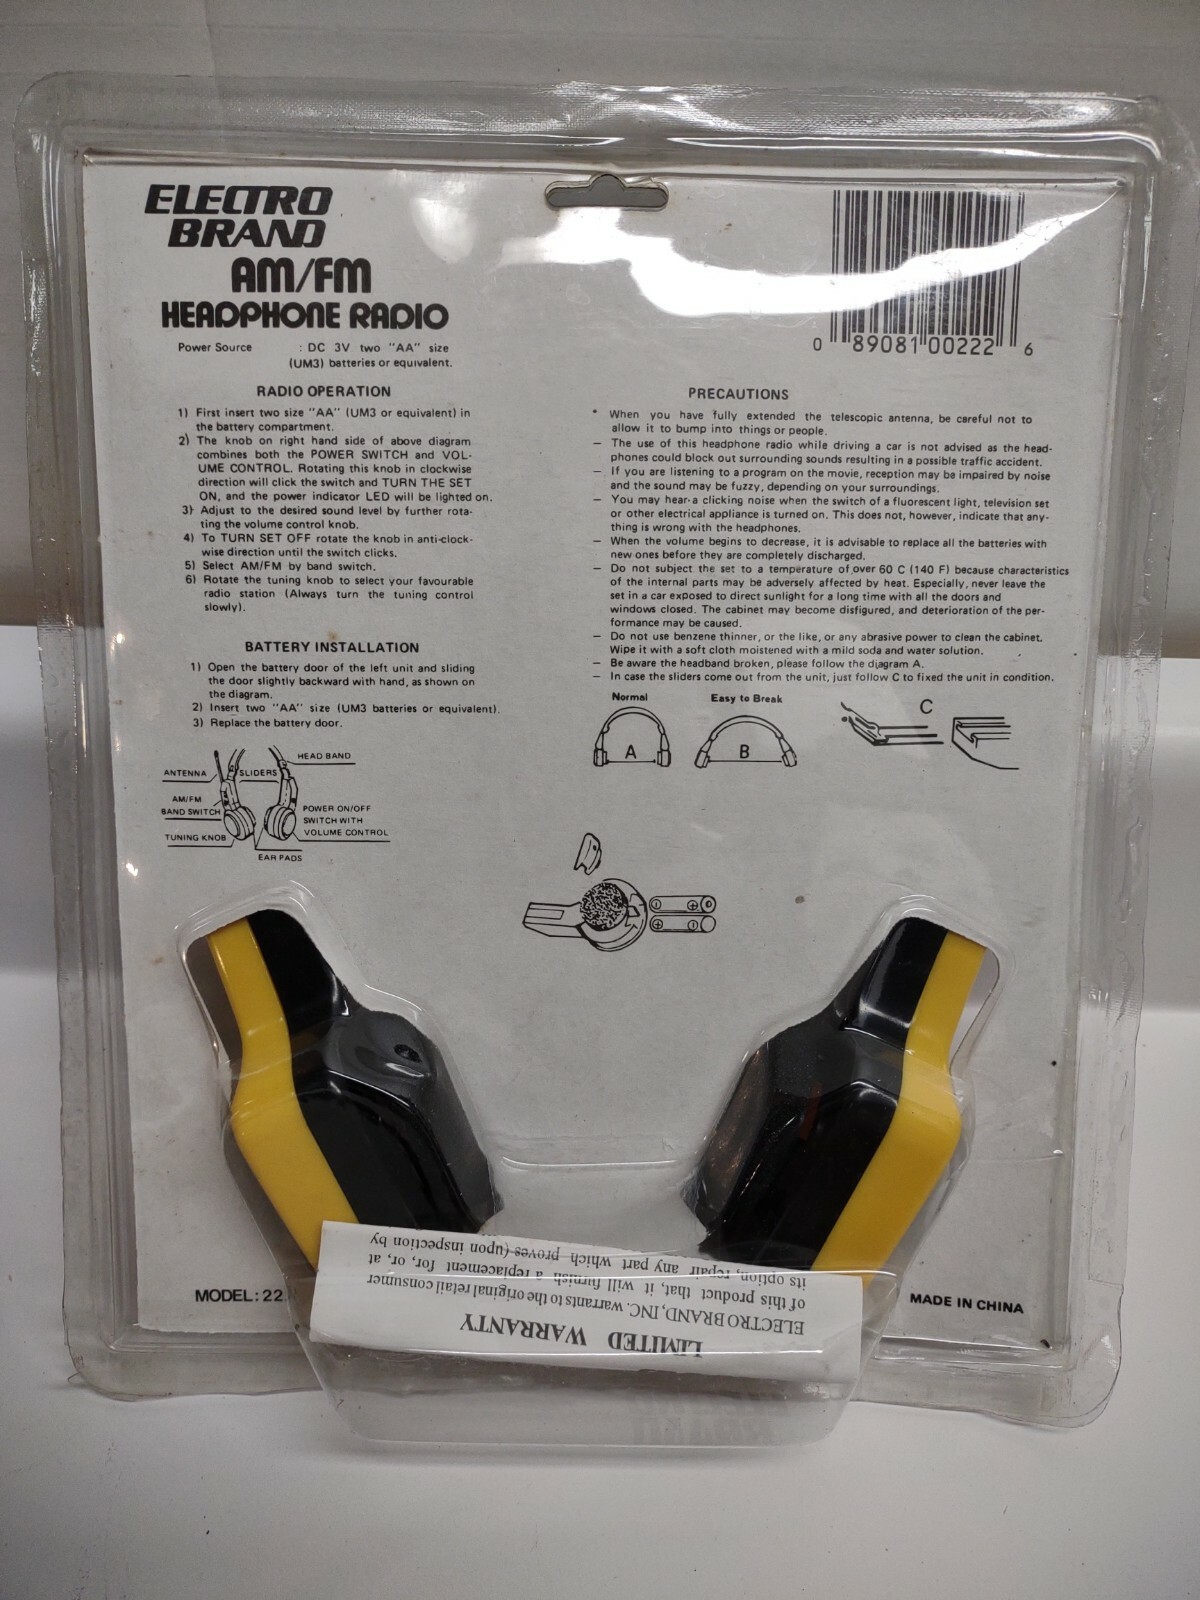 ELECTRO
BRAND
AM/FM
HEADPHONE RADIO
Power Source : DC 3V two "AA" size
(UM3) batteries or equivalent.
RADIO OPERATION
1) First insert two size "AA" (UM3 or equivalent) in
the battery compartment.
2) The knob on right hand side of above diagram
combines both the POWER SWITCH and VOL-
UME CONTROL. Rotating this knob in clockwise
direction will click the switch and TURN THE SET
ON, and the power indicator LED will be lighted on.
3) Adjust to the desired sound level by further rota-
ting the volume control knob.
4) To TURN SET OFF rotate the knob in anti-clock-
wise direction until the switch clicks.
5) Select AM/FM by band switch.
6) Rotate the tuning knob to select your favourable
radio station (Always turn the tuning control
slowly).
BATTERY INSTALLATION
1) Open the battery door of the left unit and sliding
the door slightly backward with hand, as shown on
the diagram.
2) Insert two "AA" size (UM3 batteries or equivalent).
3) Replace the battery door.
HEAD BAND
ANTENNA
SLIDERS
AM/FM
BAND SWITCH
POWER ON/OFF
SWITCH WITH
VOLUME CONTROL
TUNING KNOB
EAR PADS
0 89081 00222 6
PRECAUTIONS
* When you have fully extended the telescopic antenna, be careful not to
allow it to bump into things or people.
— The use of this headphone radio while driving a car is not advised as the head-
phones could block out surrounding sounds resulting in a possible traffic accident.
— If you are listening to a program on the movie, reception may be impaired by noise
and the sound may be fuzzy, depending on your surroundings.
— You may hear a clicking noise when the switch of a fluorescent light, television set
or other electrical appliance is turned on. This does not, however, indicate that any-
thing is wrong with the headphones.
— When the volume begins to decrease, it is advisable to replace all the batteries with
new ones before they are completely discharged.
— Do not subject the set to a temperature of over 60 C (140 F) because characteristics
of the internal parts may be adversely affected by heat. Especially, never leave the
set in a car exposed to direct sunlight for a long time with all the doors and
windows closed. The cabinet may become disfigured, and deterioration of the per-
formance may be caused.
— Do not use benzene thinner, or the like, or any abrasive power to clean the cabinet.
Wipe it with a soft cloth moistened with a mild soda and water solution.
— Be aware the headband broken, please follow the diagram A.
— In case the sliders come out from the unit, just follow C to fixed the unit in condition.
Normal
Easy to Break
A
B
C
MODEL: 22
MADE IN CHINA
LIMITED WARRANTY
ELECTRO BRAND, INC. warrants to the original retail consumer
of this product that, it will furnish a replacement for, or, at
its option, repair any part which proves (upon inspection by